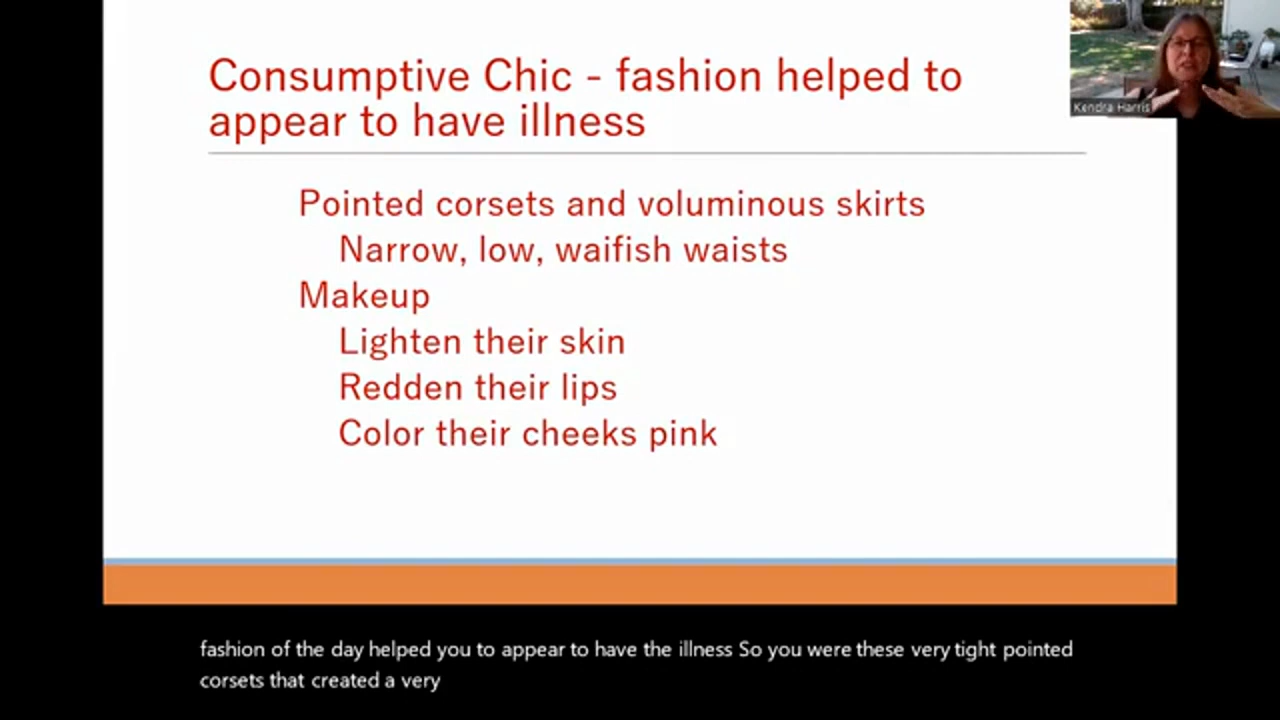 Consumptive Chic - fashion helped to
appear to have illness
Kendra Harris
Pointed corsets and voluminous skirts
Narrow, low, waifish waists
Makeup
Lighten their skin
Redden their lips
Color their cheeks pink
fashion of the day helped you to appear to have the illness So you were these very tight pointed
corsets that created a very